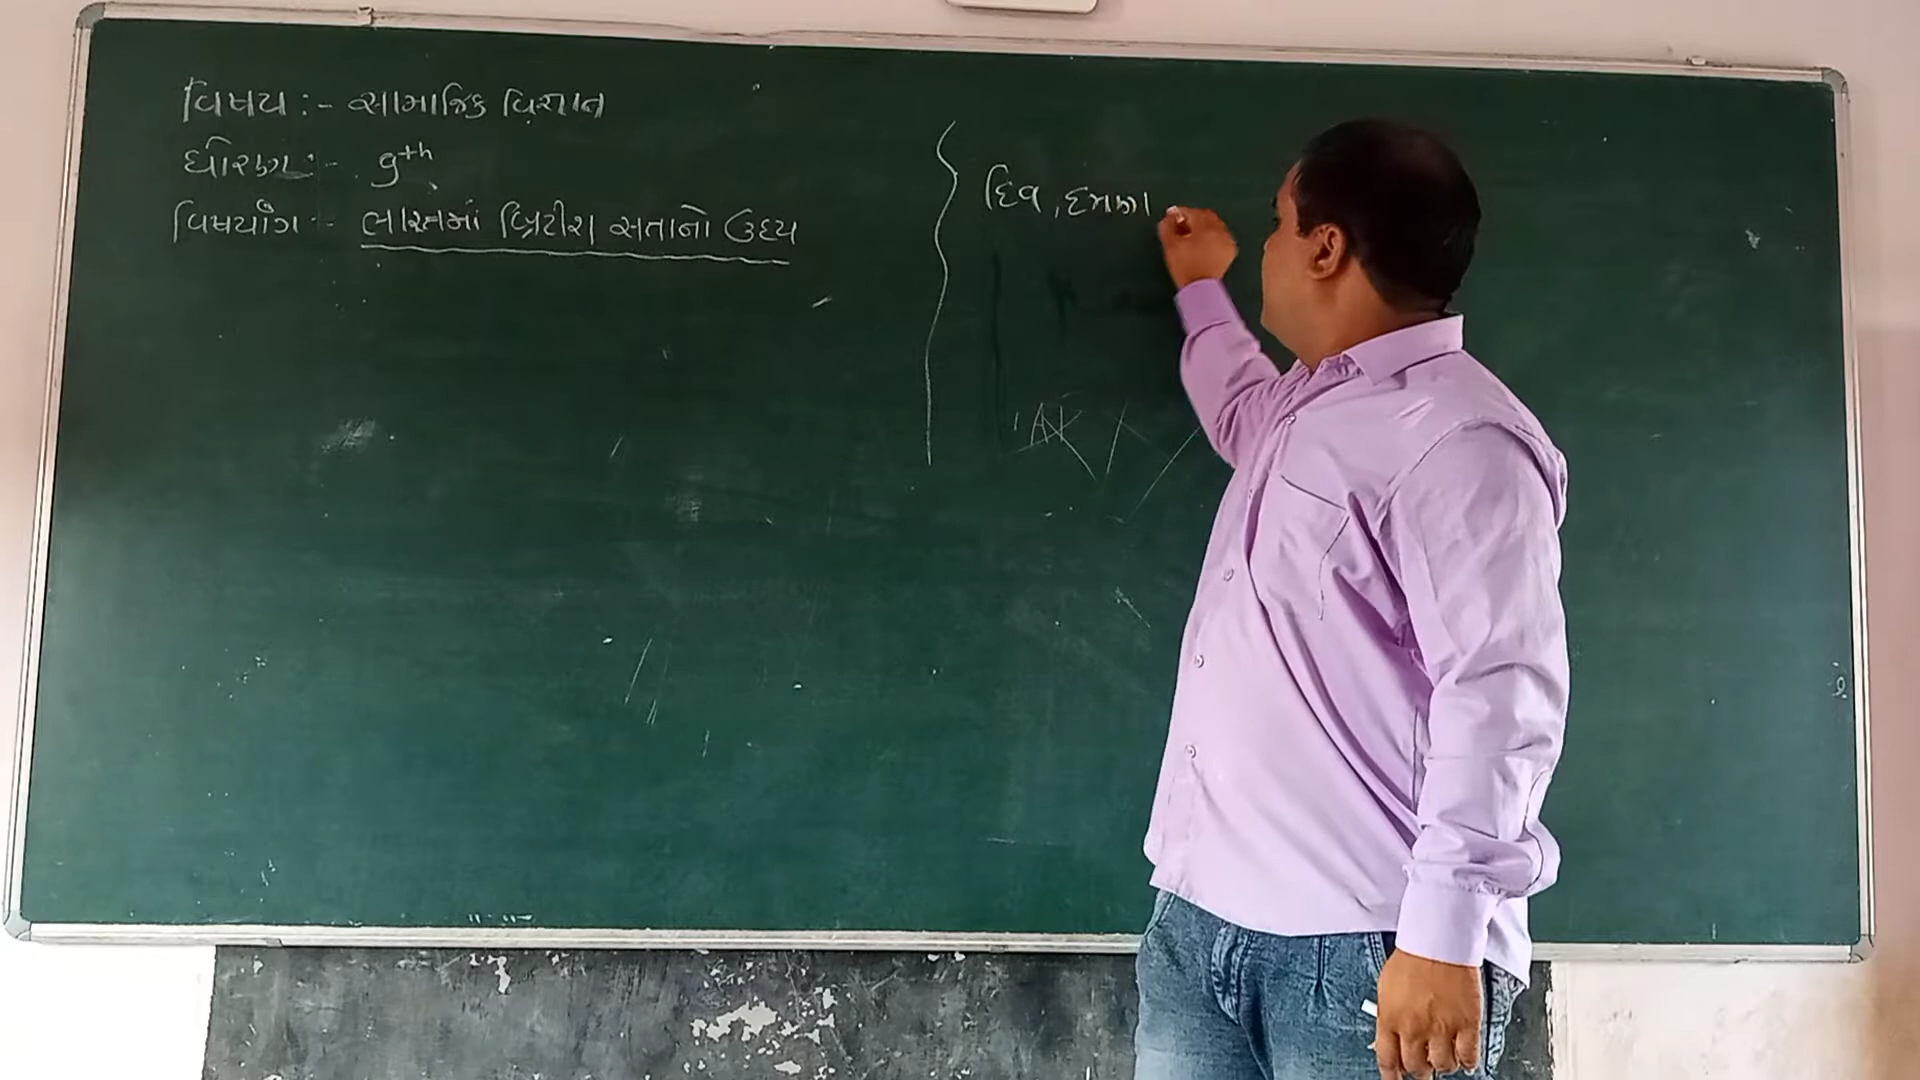 વિષય :- સામાજિક વિજ્ઞાન
ધોરણ :- 9th
વિષયાંગ :- ભારતમાં બ્રિટીશ સતાનો ઉદય
દિવ, દમણ